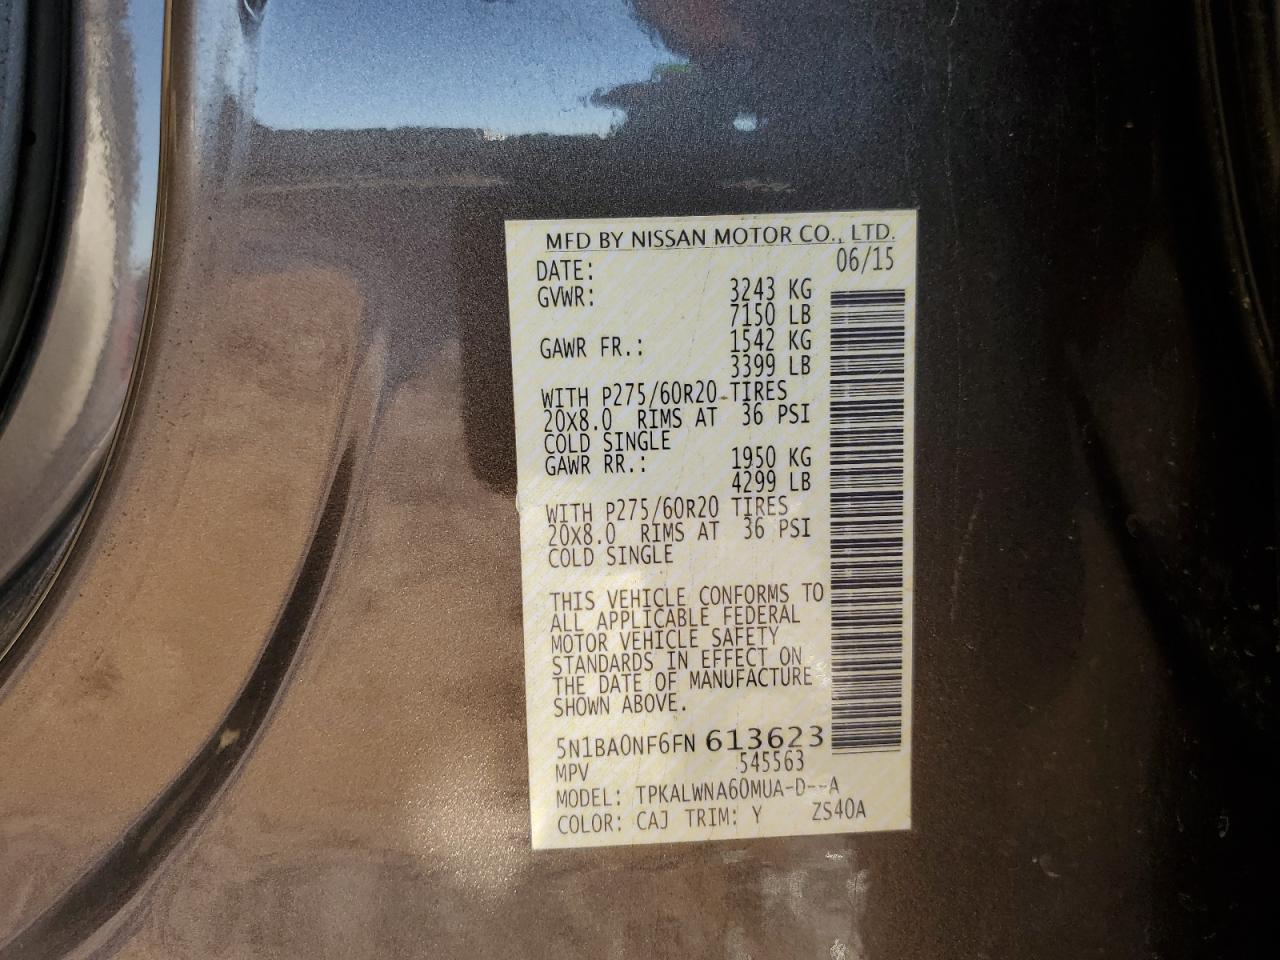 MFD BY NISSAN MOTOR CO., LTD.
DATE: 06/15
GVWR: 3243 KG
7150 LB
GAWR FR.: 1542 KG
3399 LB
WITH P275/60R20 TIRES
20X8.0 RIMS AT 36 PSI
COLD SINGLE
GAWR RR.: 1950 KG
4299 LB
WITH P275/60R20 TIRES
20X8.0 RIMS AT 36 PSI
COLD SINGLE
THIS VEHICLE CONFORMS TO
ALL APPLICABLE FEDERAL
MOTOR VEHICLE SAFETY
STANDARDS IN EFFECT ON
THE DATE OF MANUFACTURE
SHOWN ABOVE.
5N1BA0NF6FN 613623
MPV 545563
MODEL: TPKALWNA60MUA-D--A
COLOR: CAJ TRIM: Y ZS40A